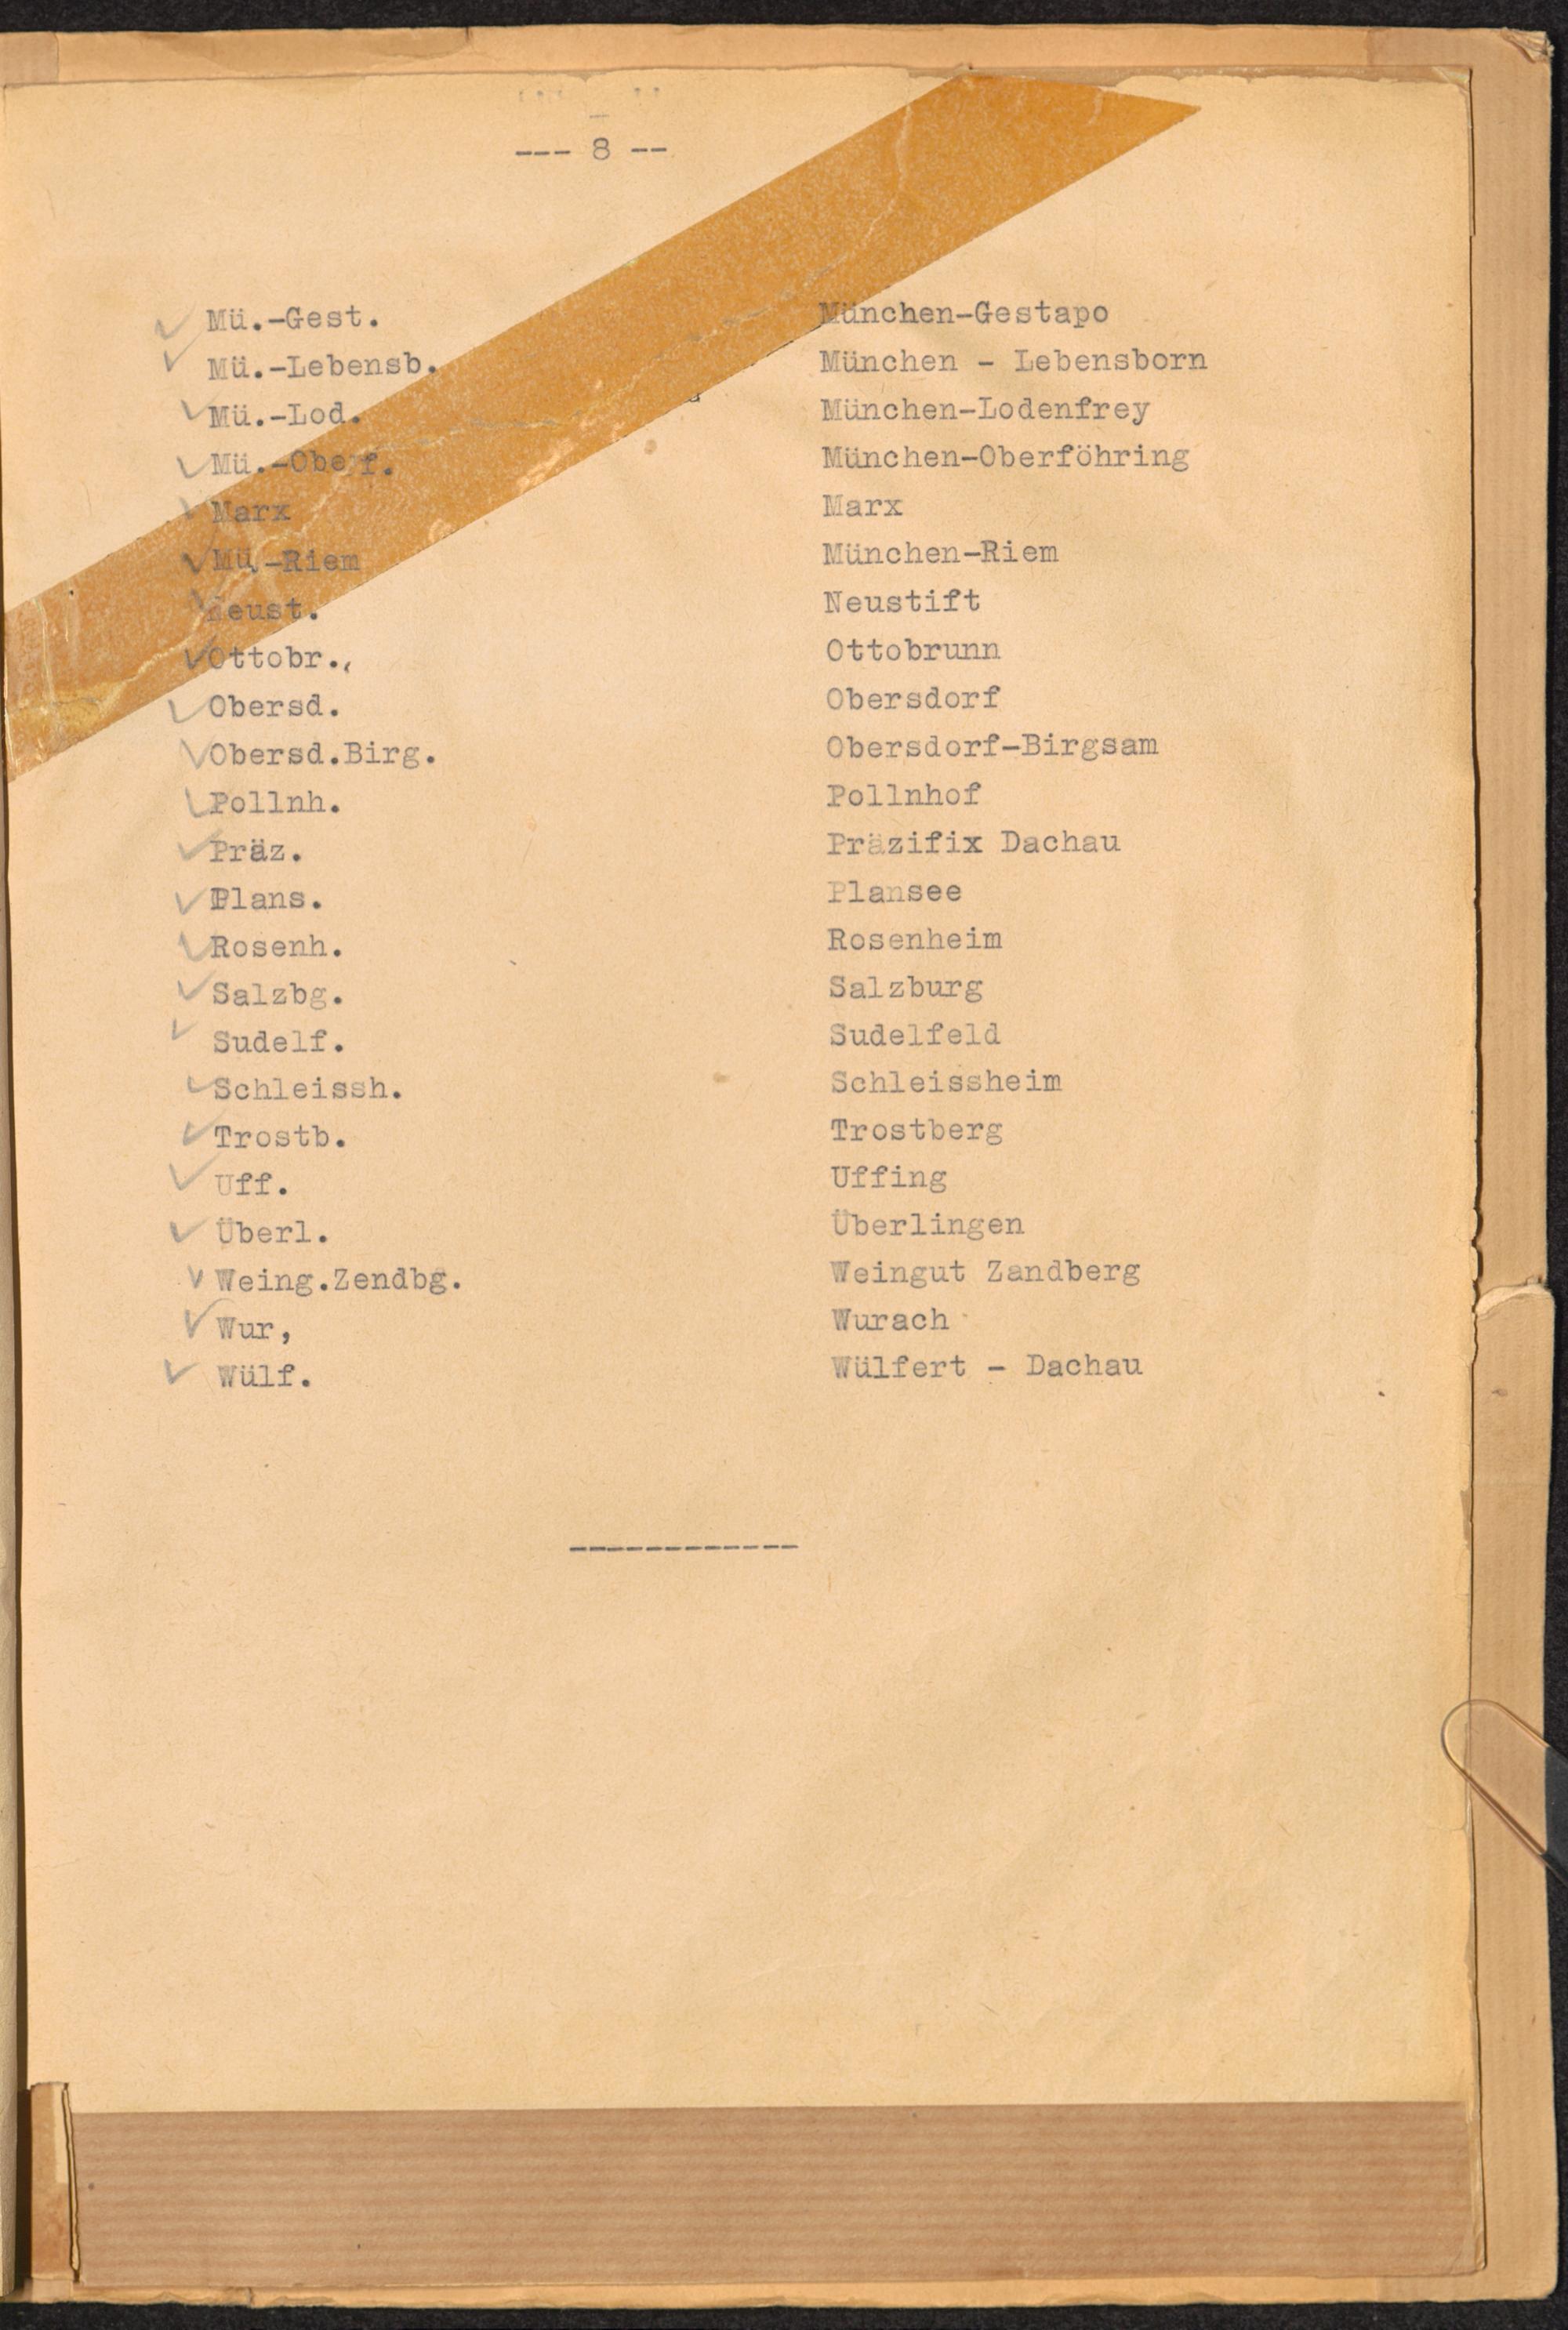 --- 8 --
Mü.-Gest. München-Gestapo
Mü.-Lebensb. München - Lebensborn
Mü.-Lod. München-Lodenfrey
Mü.-Oberf. München-Oberföhring
Marx Marx
Mü.-Riem München-Riem
Neust. Neustift
Ottobr., Ottobrunn
Obersd. Obersdorf
Obersd.Birg. Obersdorf-Birgsam
Pollnh. Pollnhof
Präz. Präzifix Dachau
Plans. Plansee
Rosenh. Rosenheim
Salzbg. Salzburg
Sudelf. Sudelfeld
Schleissh. Schleissheim
Trostb. Trostberg
Uff. Uffing
Überl. Überlingen
Weing.Zendbg. Weingut Zandberg
Wur, Wurach
Wülf. Wülfert - Dachau
------------